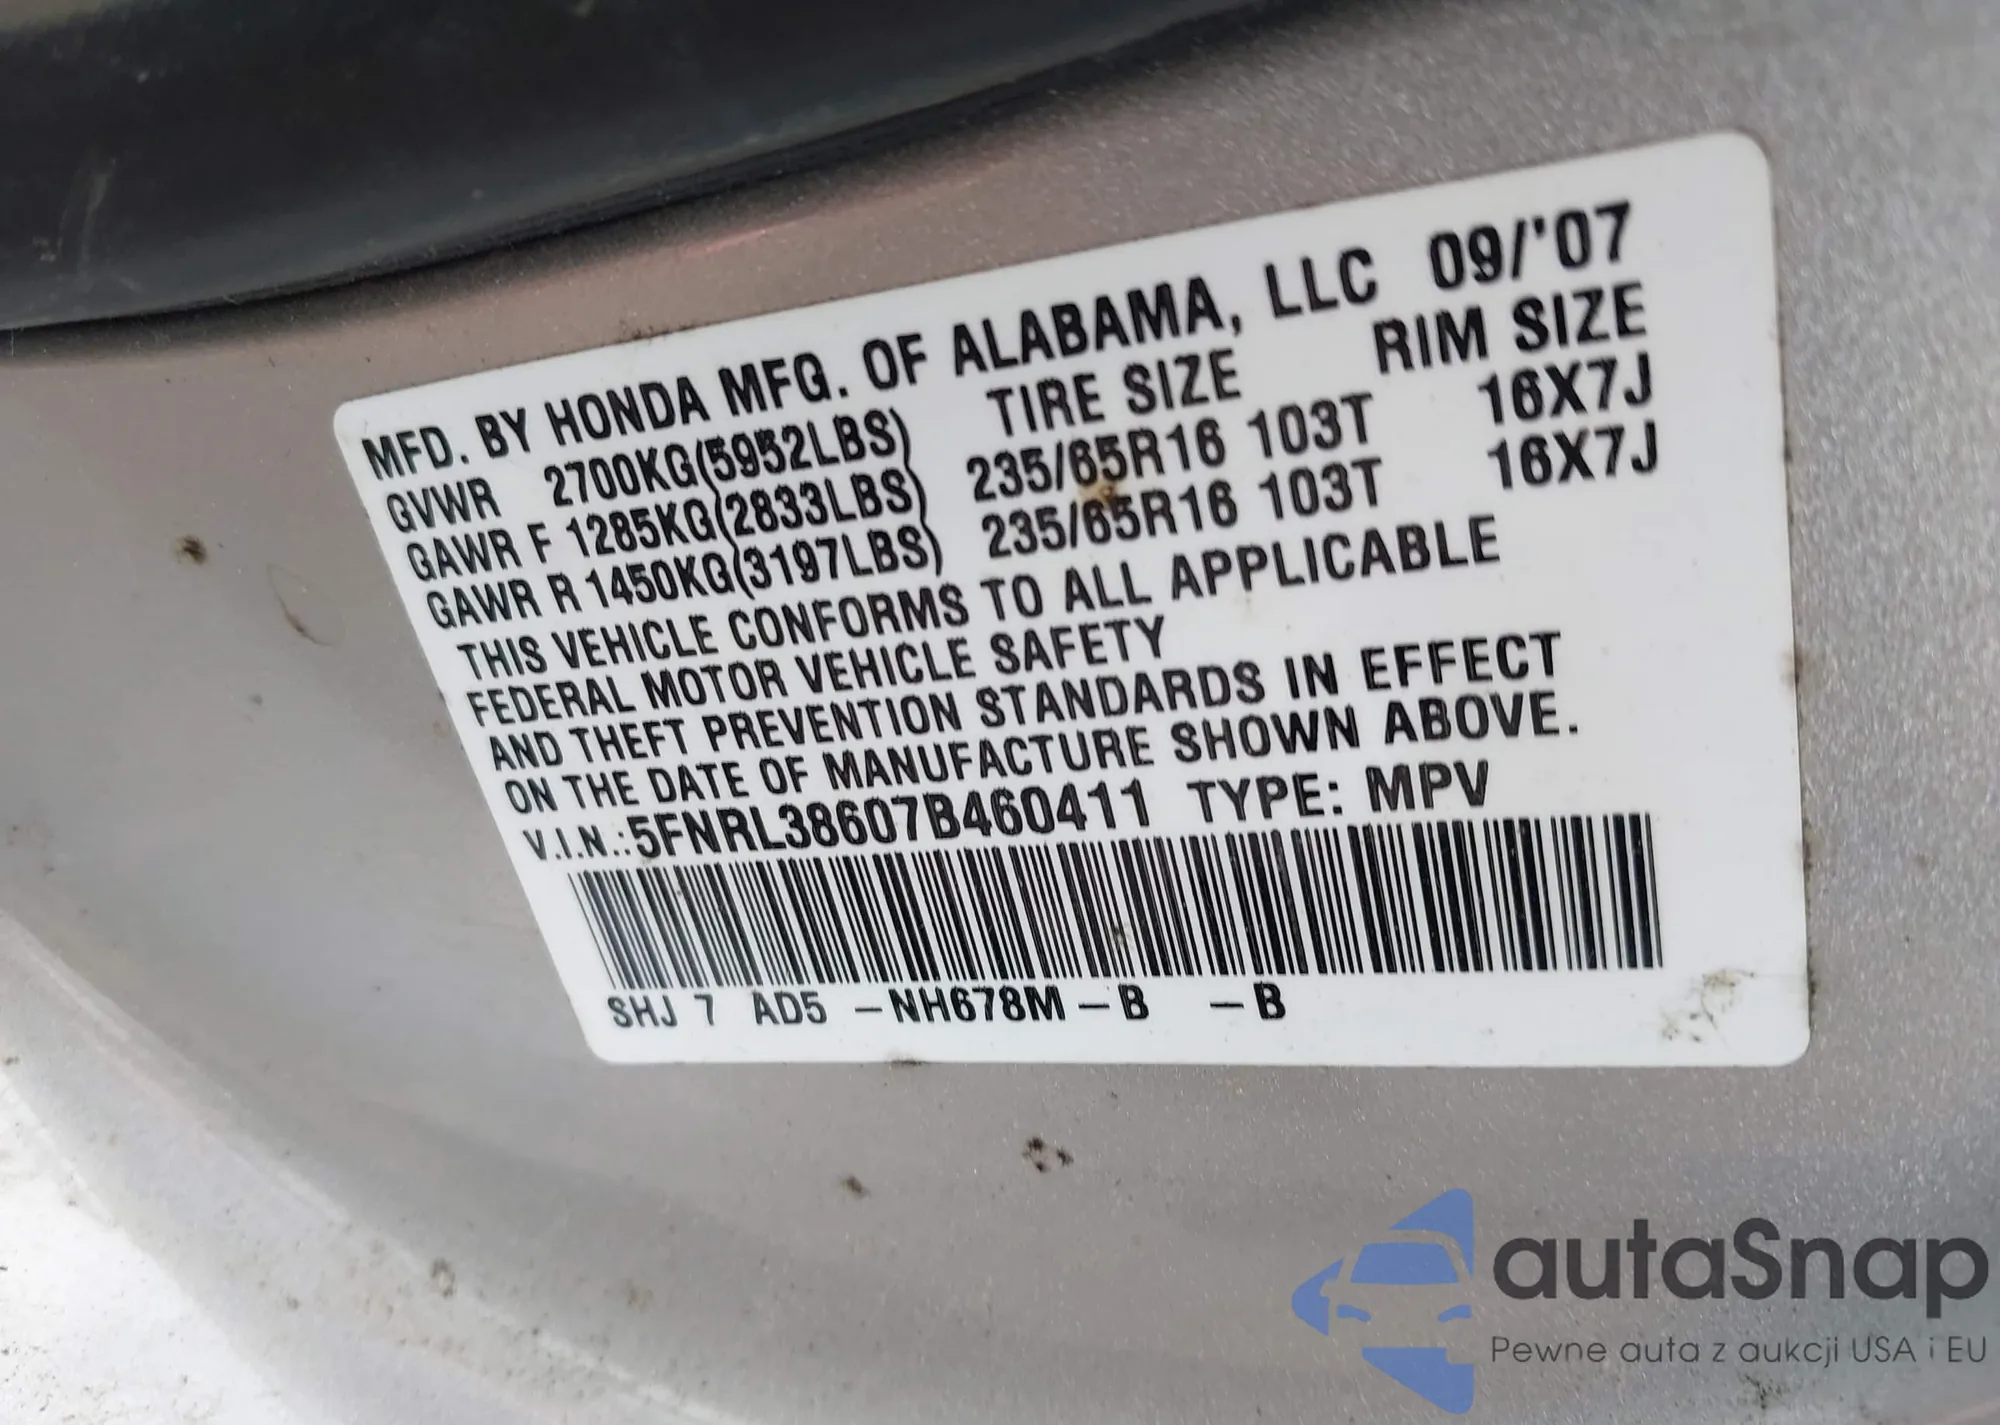 MFD. BY HONDA MFG. OF ALABAMA, LLC 09/'07
GVWR 2700KG(5952LBS) TIRE SIZE RIM SIZE
GAWR F 1285KG(2833LBS) 235/65R16 103T 16X7J
GAWR R 1450KG(3197LBS) 235/65R16 103T 16X7J
THIS VEHICLE CONFORMS TO ALL APPLICABLE
FEDERAL MOTOR VEHICLE SAFETY
AND THEFT PREVENTION STANDARDS IN EFFECT
ON THE DATE OF MANUFACTURE SHOWN ABOVE.
V.I.N.:5FNRL38607B460411 TYPE: MPV
SHJ 7 AD5 -NH678M-B -B
autaSnap
Pewne auta z aukcji USA i EU